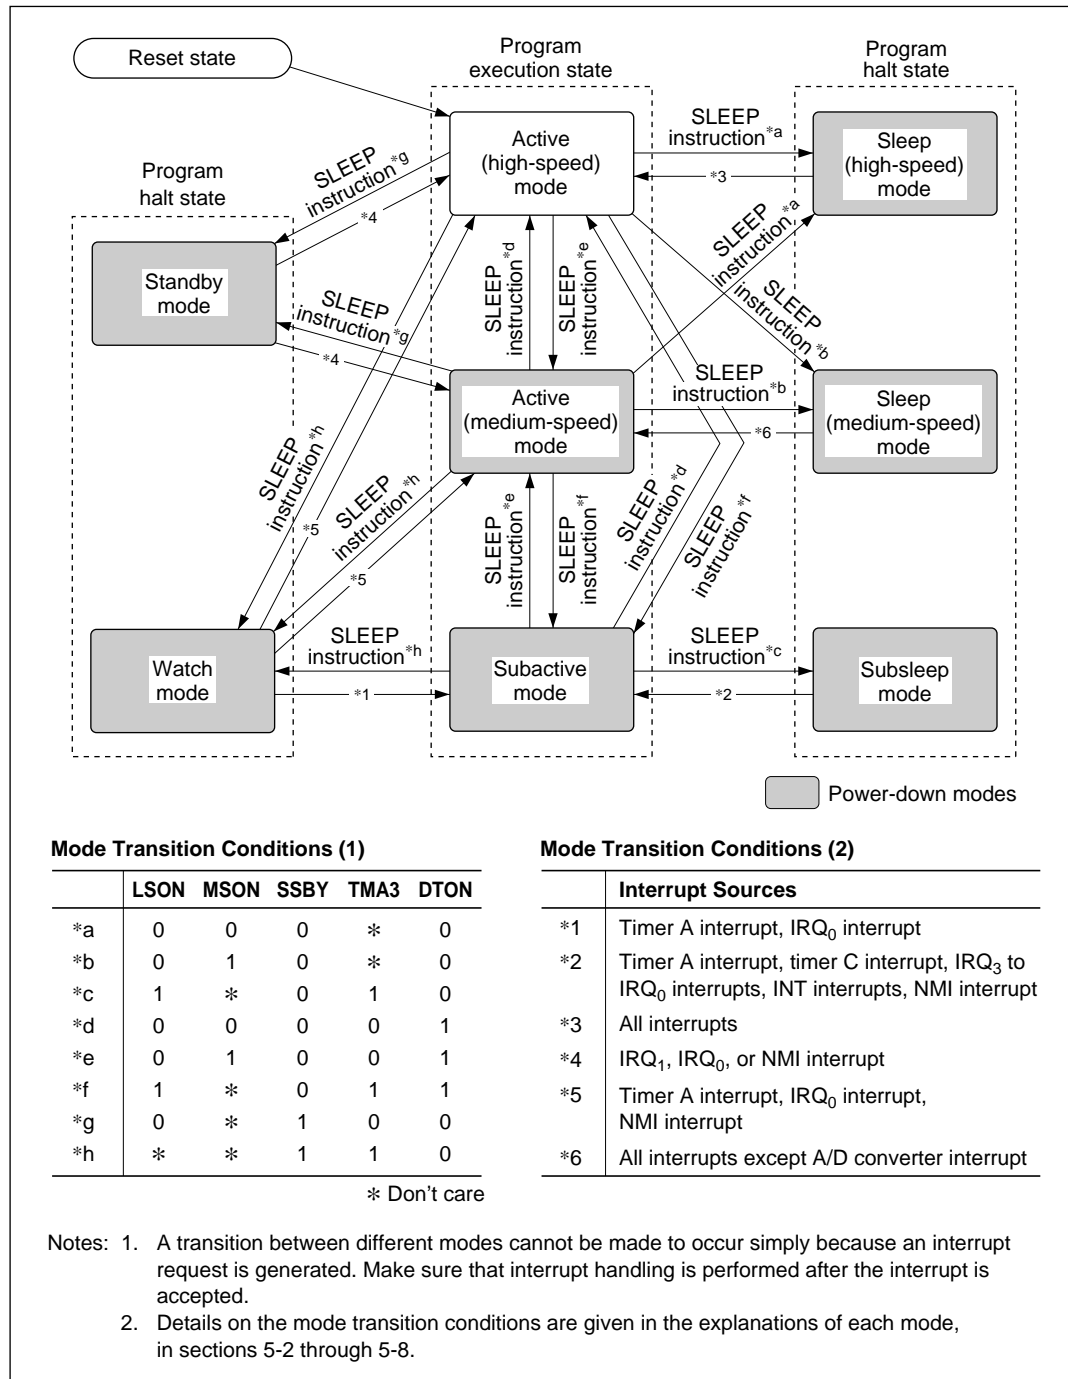 Reset state
Program
execution state
Program
halt state
Program
halt state
Active
(high-speed)
mode
SLEEP
instruction*a
*3
Sleep
(high-speed)
mode
SLEEP
instruction*g
*4
Standby
mode
SLEEP
instruction*g
*4
SLEEP
instruction*d
SLEEP
instruction*e
SLEEP
instruction*a
SLEEP
instruction*b
Active
(medium-speed)
mode
SLEEP
instruction*b
*6
Sleep
(medium-speed)
mode
SLEEP
instruction*h
*5
SLEEP
instruction*h
*5
SLEEP
instruction*e
SLEEP
instruction*f
SLEEP
instruction*d
SLEEP
instruction*f
Watch
mode
SLEEP
instruction*h
*1
Subactive
mode
SLEEP
instruction*c
*2
Subsleep
mode
Power-down modes
Mode Transition Conditions (1)
LSON MSON SSBY TMA3 DTON
*a 0 0 0 * 0
*b 0 1 0 * 0
*c 1 * 0 1 0
*d 0 0 0 0 1
*e 0 1 0 0 1
*f 1 * 0 1 1
*g 0 * 1 0 0
*h * * 1 1 0
* Don't care
Mode Transition Conditions (2)
Interrupt Sources
*1 Timer A interrupt, IRQ0 interrupt
*2 Timer A interrupt, timer C interrupt, IRQ3 to
IRQ0 interrupts, INT interrupts, NMI interrupt
*3 All interrupts
*4 IRQ1, IRQ0, or NMI interrupt
*5 Timer A interrupt, IRQ0 interrupt,
NMI interrupt
*6 All interrupts except A/D converter interrupt
Notes: 1. A transition between different modes cannot be made to occur simply because an interrupt
request is generated. Make sure that interrupt handling is performed after the interrupt is
accepted.
2. Details on the mode transition conditions are given in the explanations of each mode,
in sections 5-2 through 5-8.